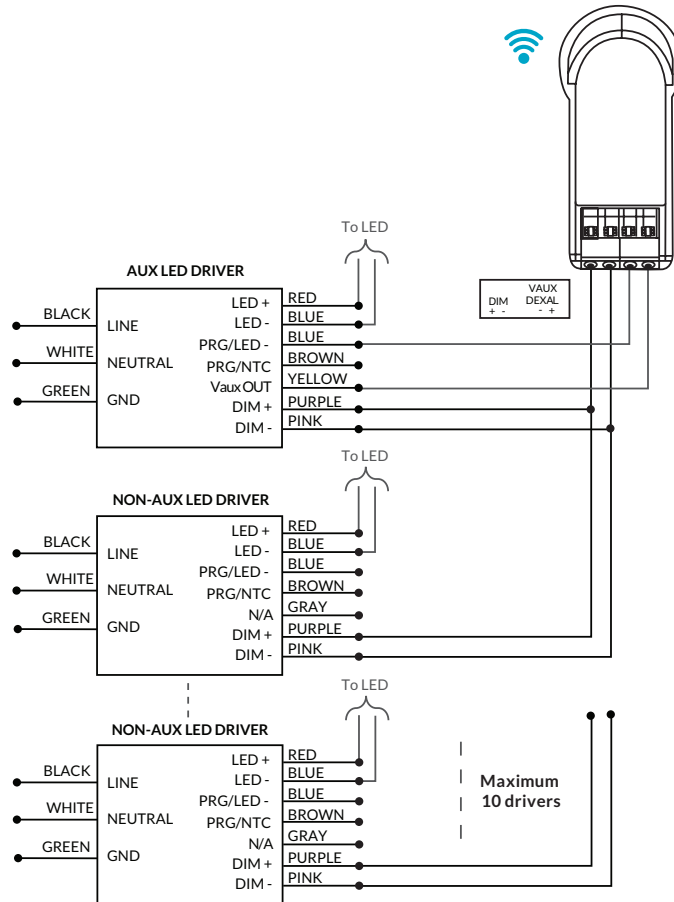 To LED
AUX LED DRIVER
BLACK
WHITE
GREEN
LINE
NEUTRAL
GND
LED +
LED -
PRG/LED -
PRG/NTC
Vaux OUT
DIM +
DIM -
RED
BLUE
BLUE
BROWN
YELLOW
PURPLE
PINK
VAUX
DIM DEXAL
+ - - +
To LED
NON-AUX LED DRIVER
BLACK
WHITE
GREEN
LINE
NEUTRAL
GND
LED +
LED -
PRG/LED -
PRG/NTC
N/A
DIM +
DIM -
RED
BLUE
BLUE
BROWN
GRAY
PURPLE
PINK
To LED
NON-AUX LED DRIVER
BLACK
WHITE
GREEN
LINE
NEUTRAL
GND
LED +
LED -
PRG/LED -
PRG/NTC
N/A
DIM +
DIM -
RED
BLUE
BLUE
BROWN
GRAY
PURPLE
PINK
Maximum
10 drivers